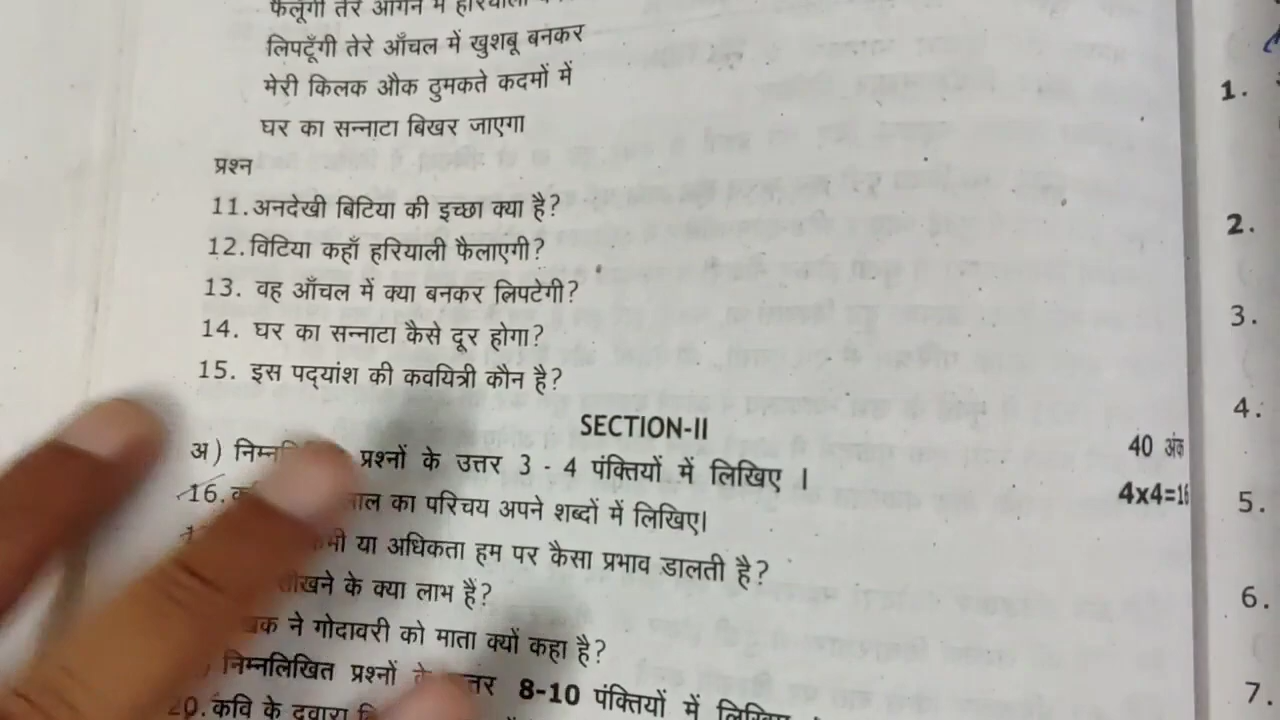 फैलूँगी तेरे आँगन में हरियाली
लिपटूँगी तेरे आँचल में खुशबू बनकर
मेरी किलक औक ठुमकते कदमों में
घर का सन्नाटा बिखर जाएगा
प्रश्न
11.अनदेखी बिटिया की इच्छा क्या है?
12.विटिया कहाँ हरियाली फैलाएगी?
13. वह आँचल में क्या बनकर लिपटेगी?
14. घर का सन्नाटा कैसे दूर होगा?
15. इस पद्यांश की कवयित्री कौन है?
SECTION-II
40 अंक
अ) प्रश्नों के उत्तर 3 - 4 पंक्तियों में लिखिए ।
4x4=16
16. का परिचय अपने शब्दों में लिखिए।
या अधिकता हम पर कैसा प्रभाव डालती है?
के क्या लाभ हैं?
ने गोदावरी को माता क्यों कहा है?
निम्नलिखित प्रश्नों 8-10 पंक्तियों में लिखिए
20.कवि के द्वारा
1.
2.
3.
4.
5.
6.
7.